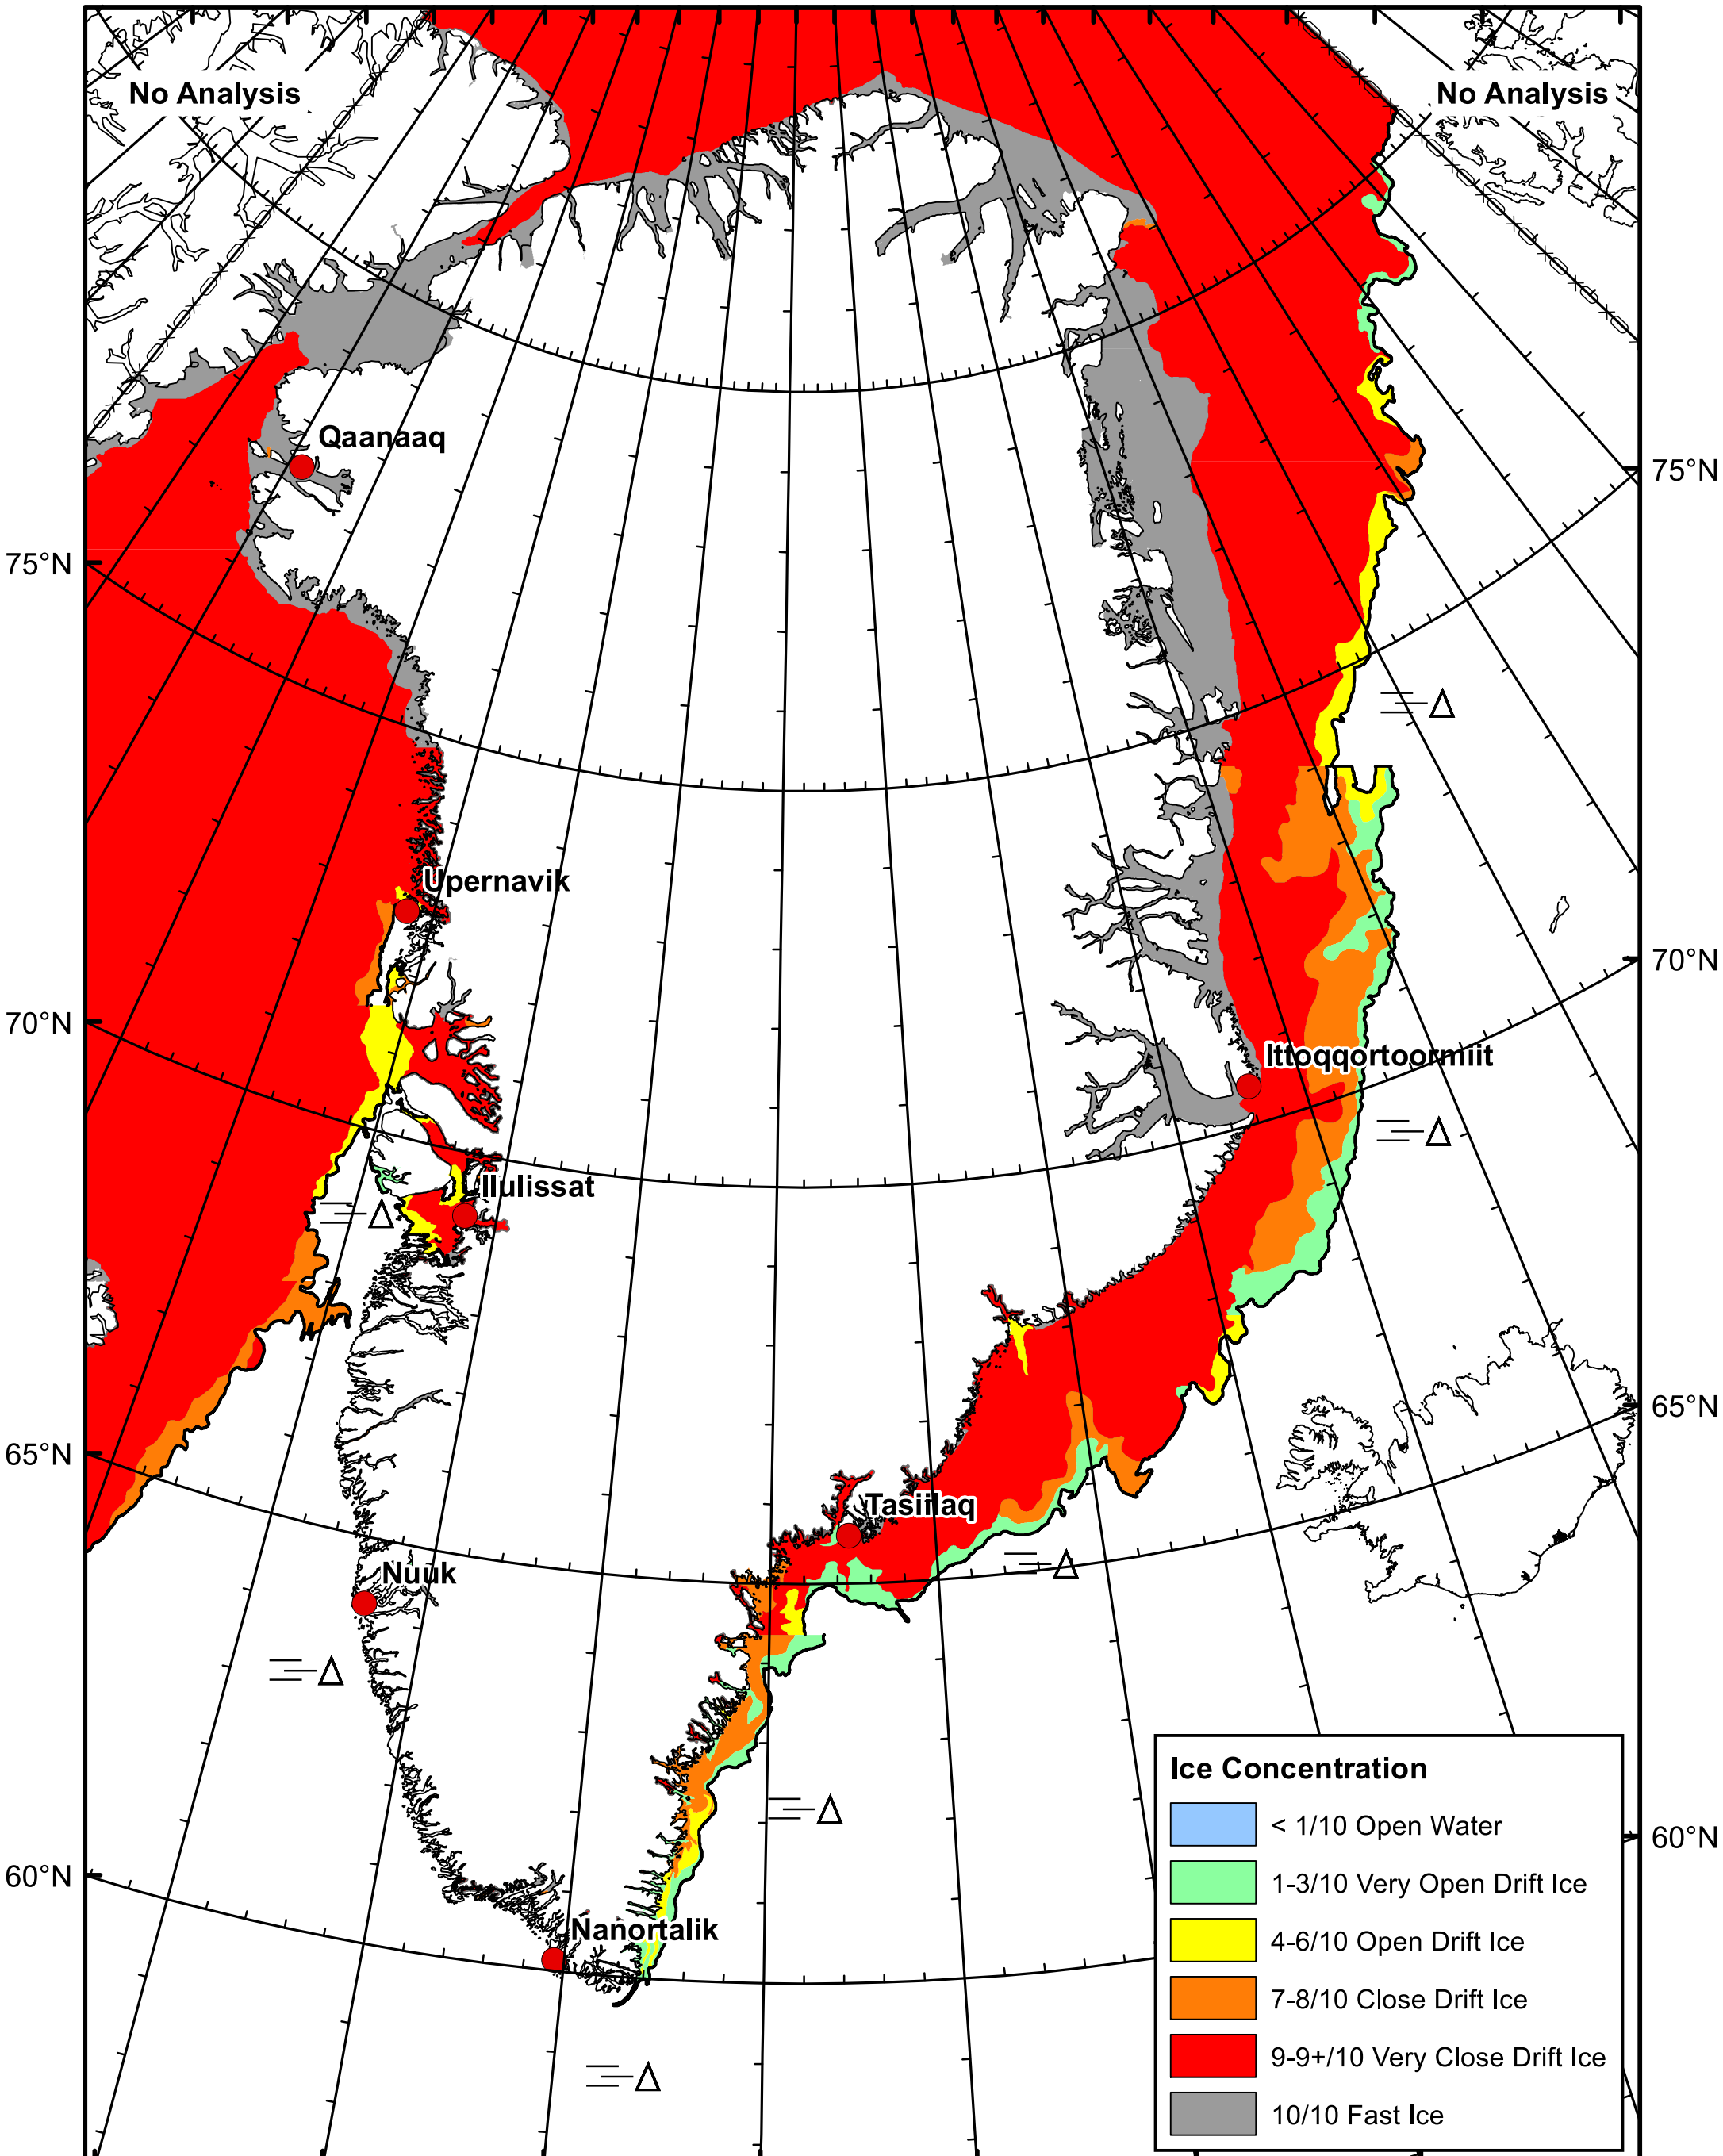 No Analysis
No Analysis
Qaanaaq
75°N
75°N
Upernavik
70°N
70°N
Ittoqqortoormiit
Ilulissat
65°N
65°N
Tasiilaq
Nuuk
60°N
60°N
Nanortalik
Ice Concentration
< 1/10 Open Water
1-3/10 Very Open Drift Ice
4-6/10 Open Drift Ice
7-8/10 Close Drift Ice
9-9+/10 Very Close Drift Ice
10/10 Fast Ice